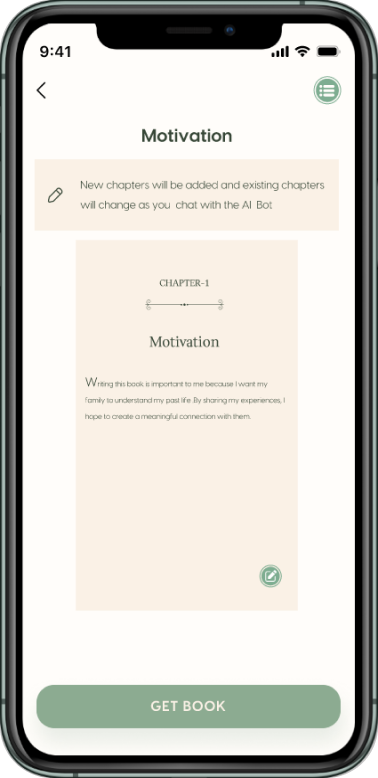 9:41
Motivation
New chapters will be added and existing chapters
will change as you chat with the AI Bot
CHAPTER-1
Motivation
Writing this book is important to me because I want my
family to understand my past life .By sharing my experiences, I
hope to create a meaningful connection with them.
GET BOOK